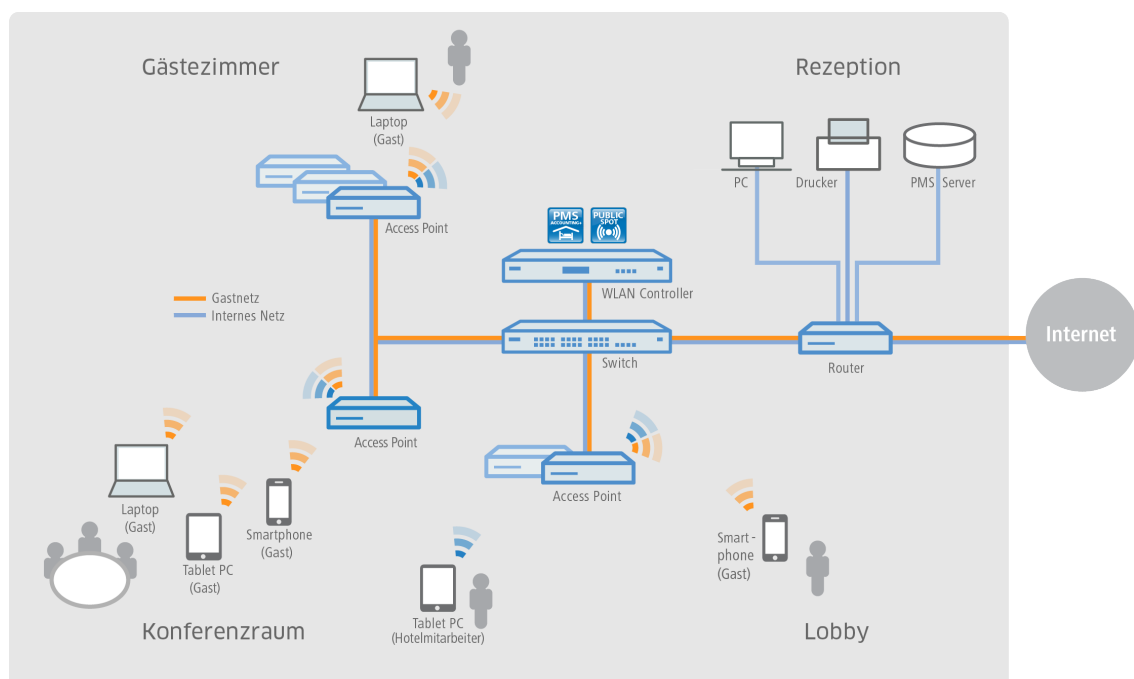 Gästezimmer
Rezeption
Laptop
(Gast)
PC
Drucker
PMS Server
Access Point
PMS
ACCOUNTING+
PUBLIC
SPOT
WLAN Controller
Gastnetz
Internes Netz
Internet
Switch
Router
Access Point
Access Point
Laptop
(Gast)
Tablet PC
(Gast)
Smartphone
(Gast)
Smart-
phone
(Gast)
Tablet PC
(Hotelmitarbeiter)
Konferenzraum
Lobby